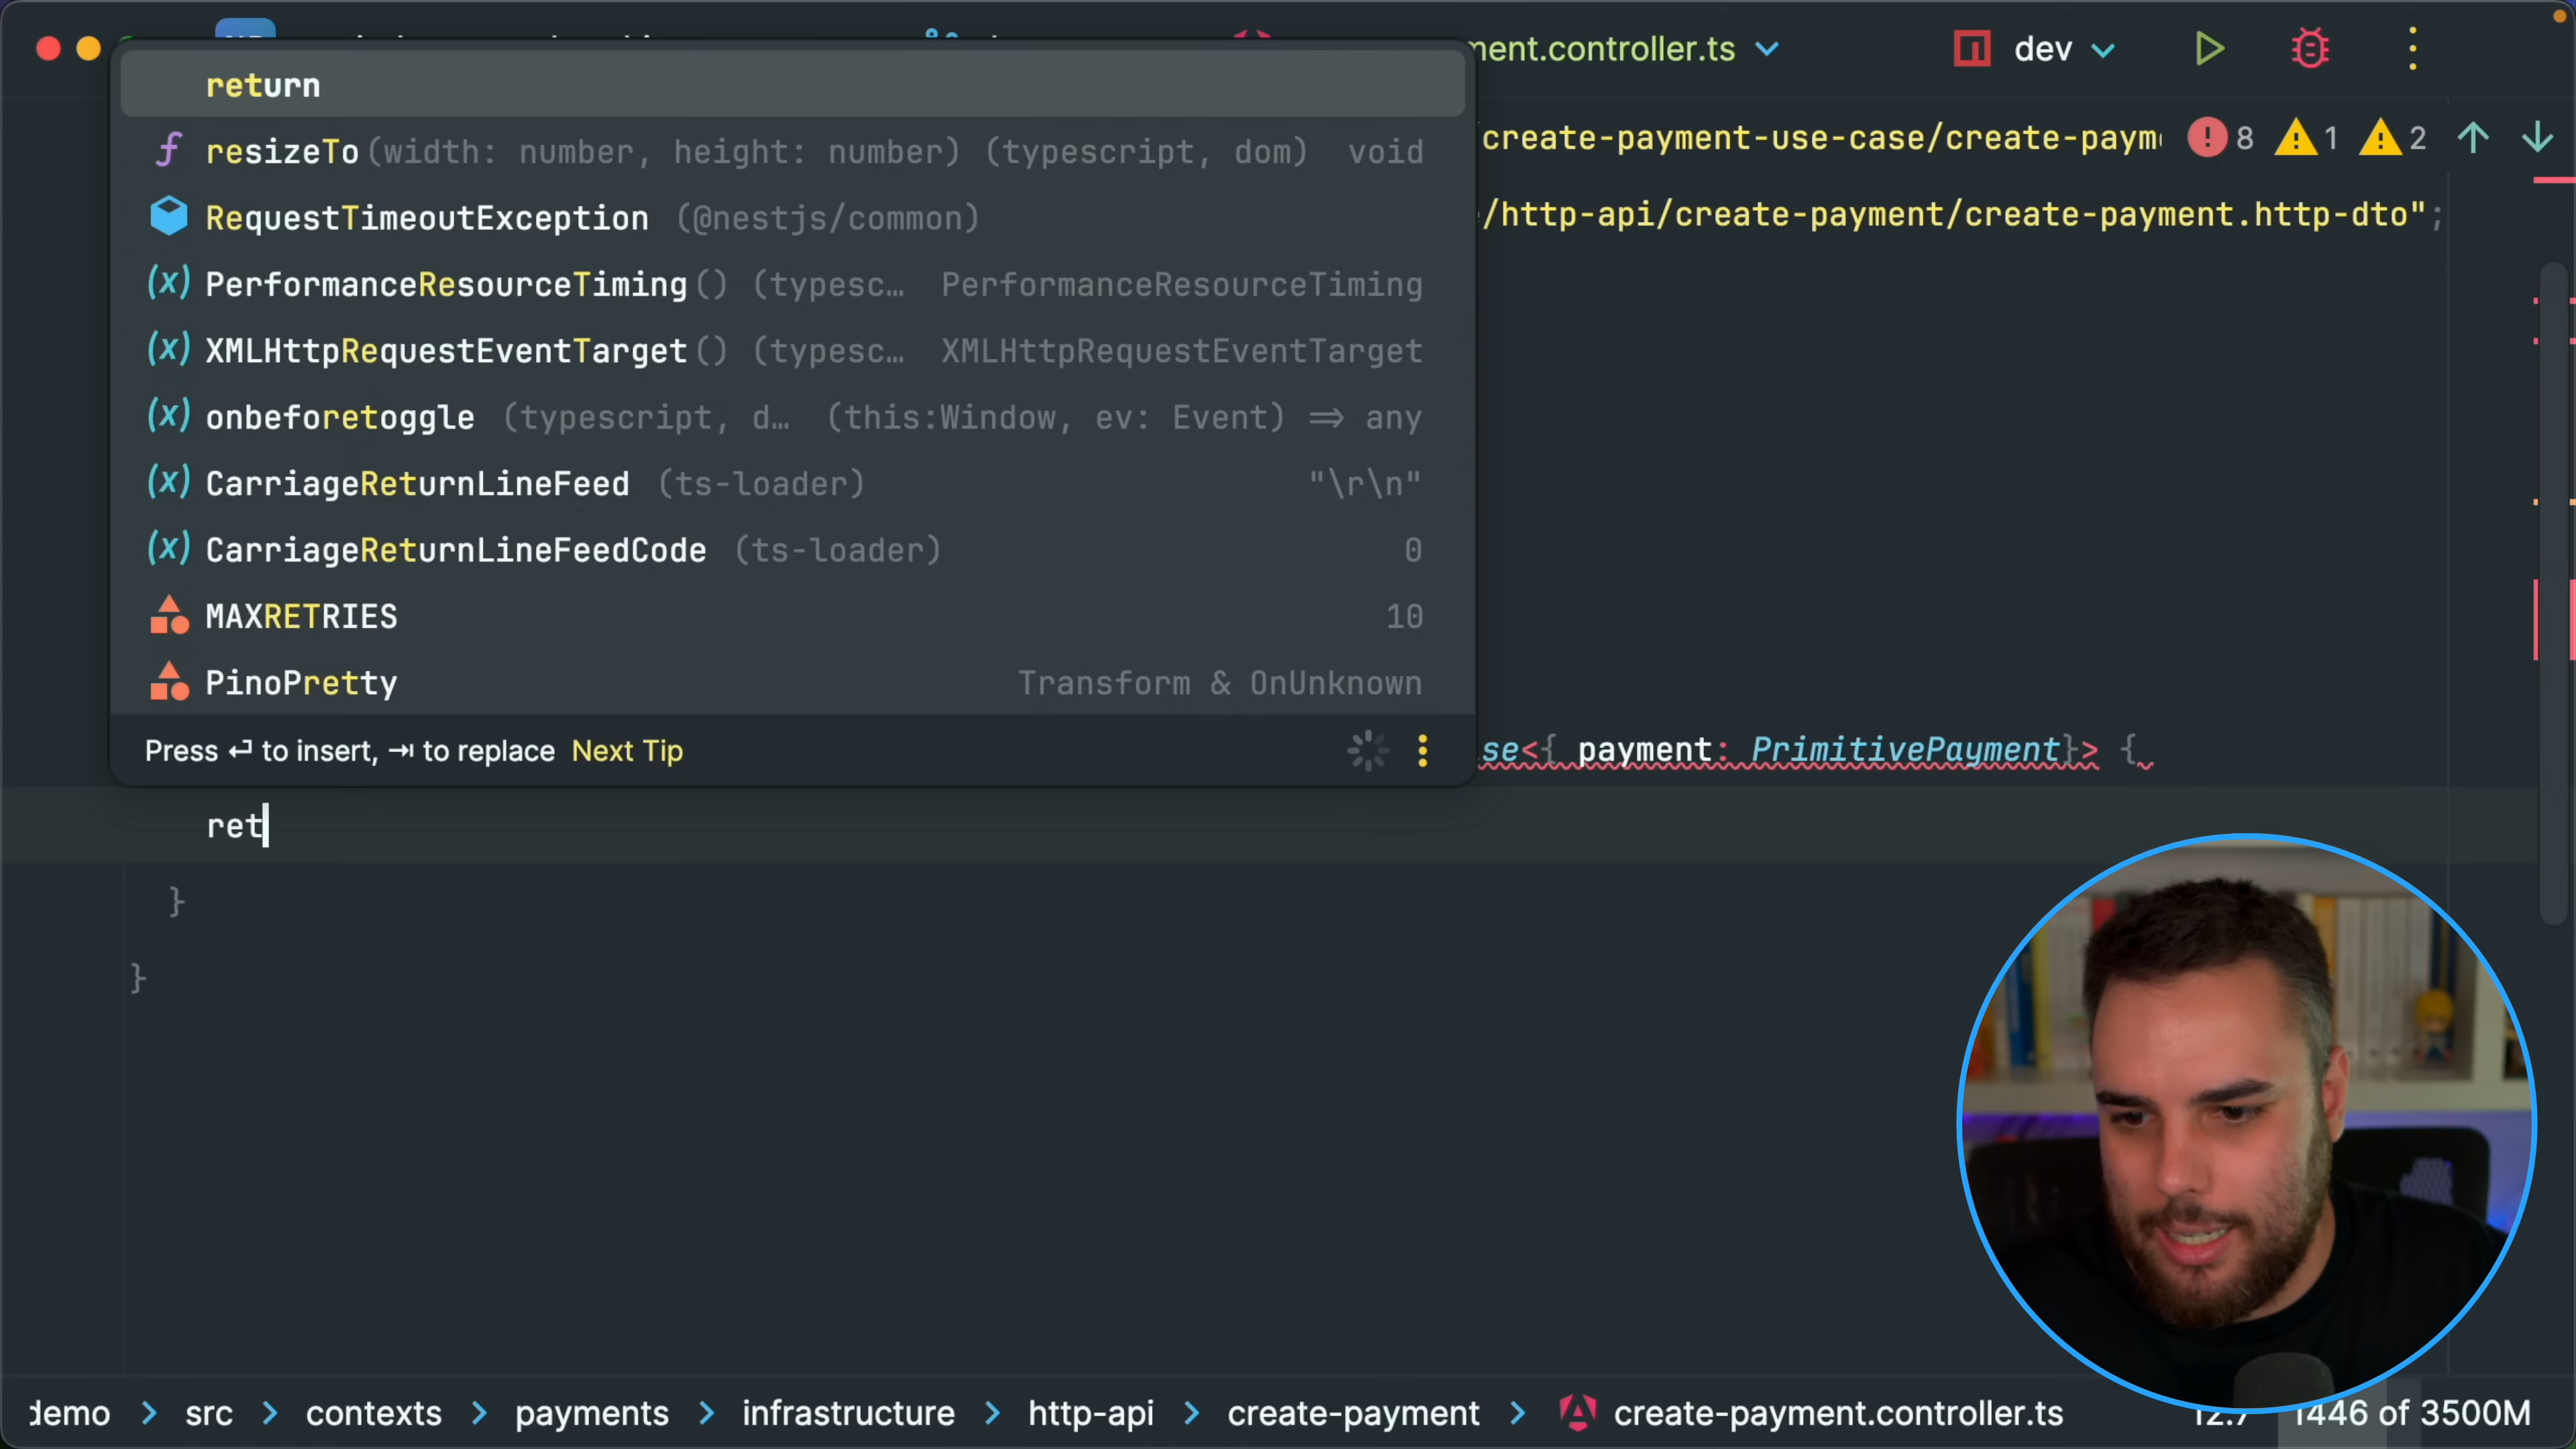 ment.controller.ts
dev
return
resizeTo(width: number, height: number) (typescript, dom) void
/create-payment-use-case/create-paym
8 1 2
RequestTimeoutException (@nestjs/common)
/http-api/create-payment/create-payment.http-dto";
PerformanceResourceTiming() (typesc… PerformanceResourceTiming
XMLHttpRequestEventTarget() (typesc… XMLHttpRequestEventTarget
onbeforetoggle (typescript, d… (this:Window, ev: Event) => any
CarriageReturnLineFeed (ts-loader) "\r\n"
CarriageReturnLineFeedCode (ts-loader) 0
MAXRETRIES 10
PinoPretty Transform & OnUnknown
Press ↵ to insert, ⇥ to replace Next Tip
se<{ payment: PrimitivePayment}> {
ret
}
}
demo > src > contexts > payments > infrastructure > http-api > create-payment > create-payment.controller.ts
1446 of 3500M